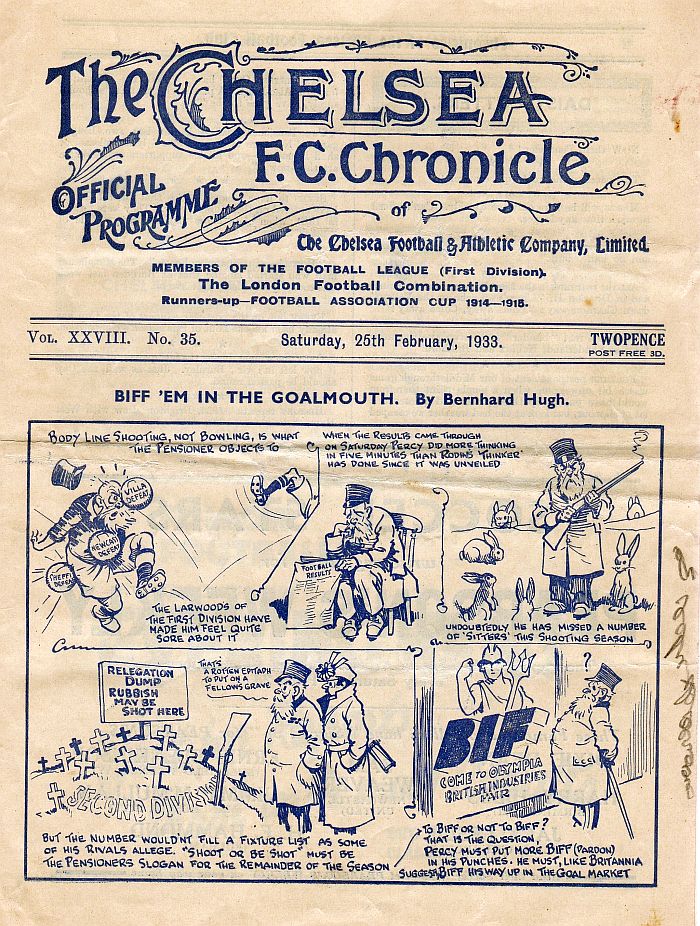 The CHELSEA
F.C. Chronicle
OFFICIAL
PROGRAMME
of
The Chelsea Football & Athletic Company, Limited.
MEMBERS OF THE FOOTBALL LEAGUE (First Division).
The London Football Combination.
Runners-up—FOOTBALL ASSOCIATION CUP 1914—1915.
VOL. XXVIII. No. 35.
Saturday, 25th February, 1933.
TWOPENCE
POST FREE 3D.
BIFF 'EM IN THE GOALMOUTH. By Bernhard Hugh.
BODY LINE SHOOTING, NOT BOWLING, IS WHAT
THE PENSIONER OBJECTS TO
VILLA
DEFEAT
NEWCASTLE
DEFEAT
SHEFF
DEFEAT
THE LARWOODS OF
THE FIRST DIVISION HAVE
MADE HIM FEEL QUITE
SORE ABOUT IT
WHEN THE RESULTS CAME THROUGH
ON SATURDAY PERCY DID MORE THINKING
IN FIVE MINUTES THAN RODIN'S 'THINKER'
HAS DONE SINCE IT WAS UNVEILED
FOOTBALL
RESULTS
UNDOUBTEDLY HE HAS MISSED A NUMBER
OF 'SITTERS' THIS SHOOTING SEASON
RELEGATION
DUMP
RUBBISH
MAY BE
SHOT HERE
THAT'S
A ROTTEN EPITAPH
TO PUT ON A
FELLOWS GRAVE
SECOND DIVISION
BUT THE NUMBER WOULD'NT FILL A FIXTURE LIST AS SOME
OF HIS RIVALS ALLEGE. "SHOOT OR BE SHOT" MUST BE
THE PENSIONERS SLOGAN FOR THE REMAINDER OF THE SEASON
?
BIF
COME TO OLYMPIA
BRITISH INDUSTRIES
FAIR
TO BIFF OR NOT TO BIFF?
THAT IS THE QUESTION
PERCY MUST PUT MORE BIFF (PARDON)
IN HIS PUNCHES. HE MUST, LIKE BRITANNIA
SUGGESTS, BIFF HIS WAY UP IN THE GOAL MARKET